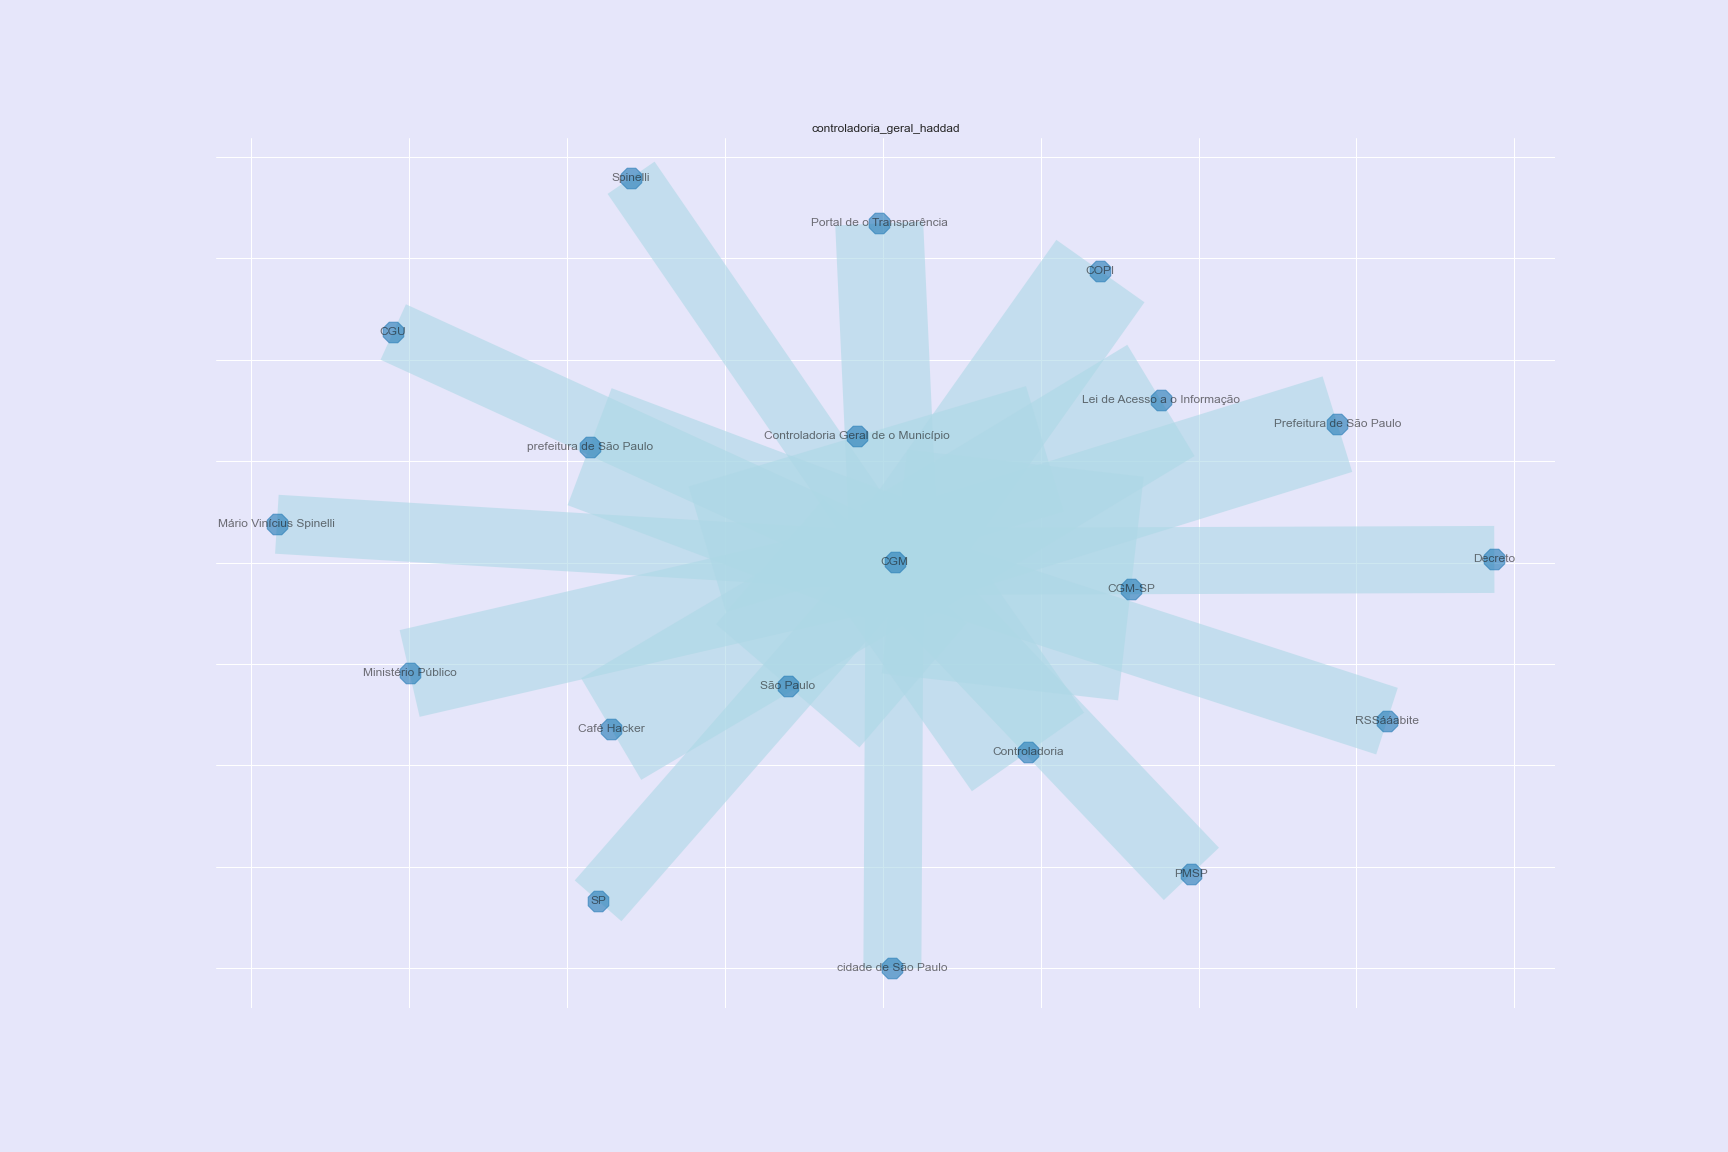 controladoria_geral_haddad
Spinelli
Portal de o Transparência
COPI
CGU
Lei de Acesso a o Informação
Prefeitura de São Paulo
Controladoria Geral de o Município
prefeitura de São Paulo
Mário Vinícius Spinelli
Decreto
CGM
CGM-SP
Ministério Público
São Paulo
RSSáááabite
Café Hacker
Controladoria
PMSP
SP
cidade de São Paulo